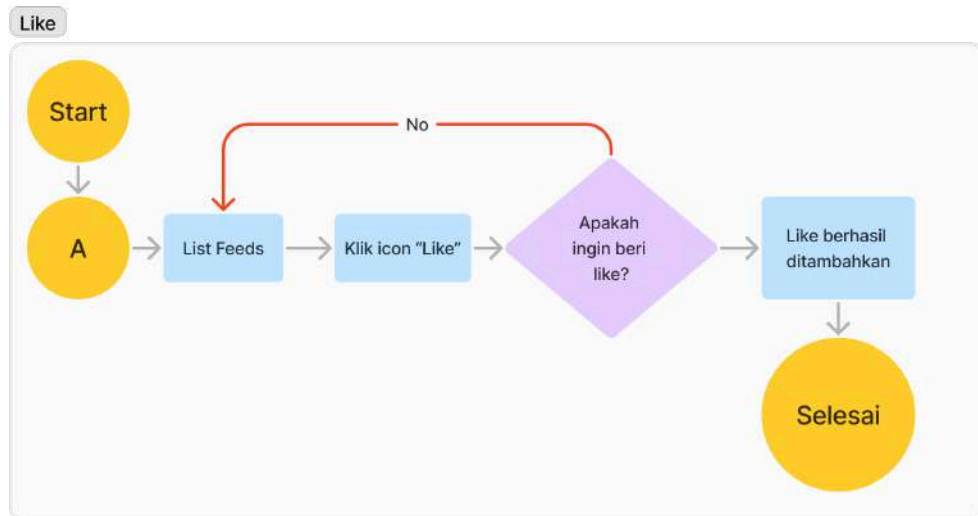 Like
Start
No
A
List Feeds
Klik icon “Like”
Apakah
ingin beri
like?
Like berhasil
ditambahkan
Selesai